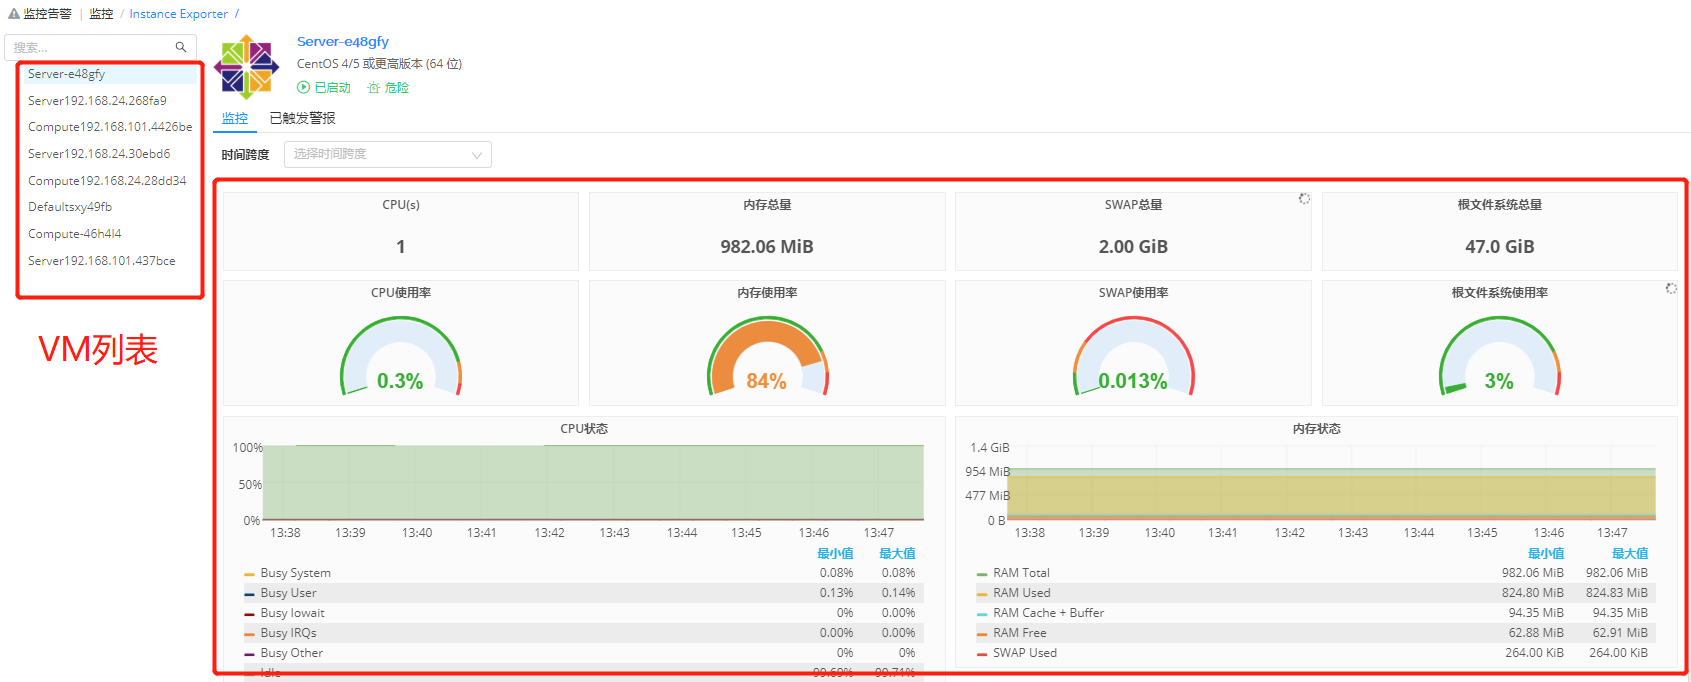 监控告警 | 监控 / Instance Exporter /
搜索...
Server-e48gfy
Server192.168.24.268fa9
Compute192.168.101.4426be
Server192.168.24.30ebd6
Compute192.168.24.28dd34
Defaultsxy49fb
Compute-46h4l4
Server192.168.101.437bce
VM列表
Server-e48gfy
CentOS 4/5 或更高版本 (64 位)
已启动 危险
监控 已触发警报
时间跨度 选择时间跨度
CPU(s)
1
内存总量
982.06 MiB
SWAP总量
2.00 GiB
根文件系统总量
47.0 GiB
CPU使用率
0.3%
内存使用率
84%
SWAP使用率
0.013%
根文件系统使用率
3%
CPU状态
100%
50%
0%
13:38 13:39 13:40 13:41 13:42 13:43 13:44 13:45 13:46 13:47
最小值 最大值
Busy System 0.08% 0.08%
Busy User 0.13% 0.14%
Busy Iowait 0% 0.00%
Busy IRQs 0.00% 0.00%
Busy Other 0% 0%
Idle 99.69% 99.71%
内存状态
1.4 GiB
954 MiB
477 MiB
0 B
13:38 13:39 13:40 13:41 13:42 13:43 13:44 13:45 13:46 13:47
最小值 最大值
RAM Total 982.06 MiB 982.06 MiB
RAM Used 824.80 MiB 824.83 MiB
RAM Cache + Buffer 94.35 MiB 94.35 MiB
RAM Free 62.88 MiB 62.91 MiB
SWAP Used 264.00 KiB 264.00 KiB